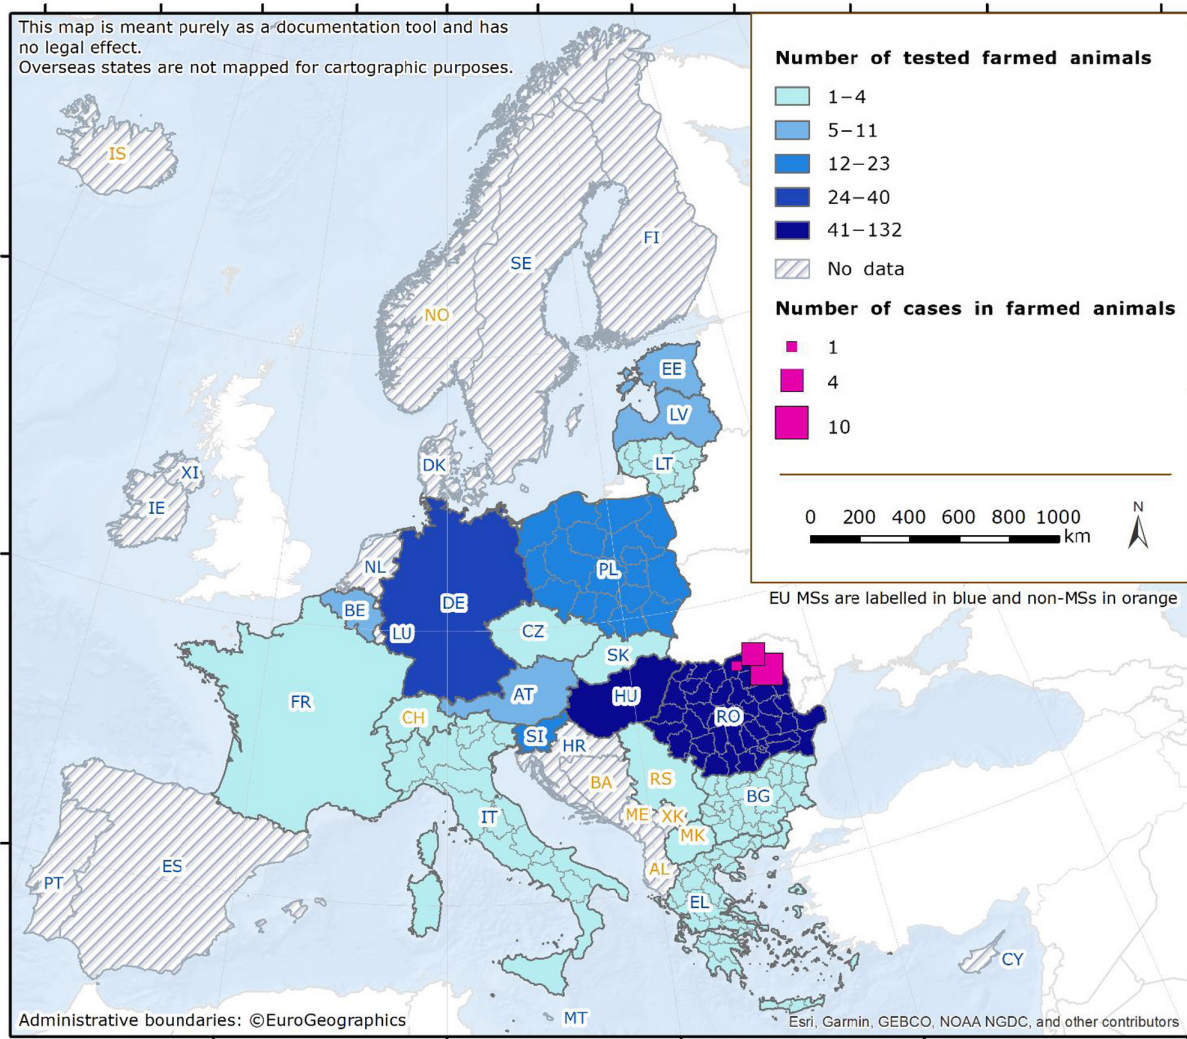 This map is meant purely as a documentation tool and has
no legal effect.
Overseas states are not mapped for cartographic purposes.
Number of tested farmed animals
1–4
5–11
12–23
24–40
41–132
No data
Number of cases in farmed animals
1
4
10
0 200 400 600 800 1000
km
N
EU MSs are labelled in blue and non-MSs in orange
IS
FI
SE
NO
EE
LV
LT
DK
XI
IE
NL
PL
BE
DE
LU
CZ
SK
AT
HU
FR
CH
RO
SI
HR
RS
BA
BG
ME
XK
IT
MK
ES
AL
PT
EL
CY
MT
Administrative boundaries: ©EuroGeographics
Esri, Garmin, GEBCO, NOAA NGDC, and other contributors